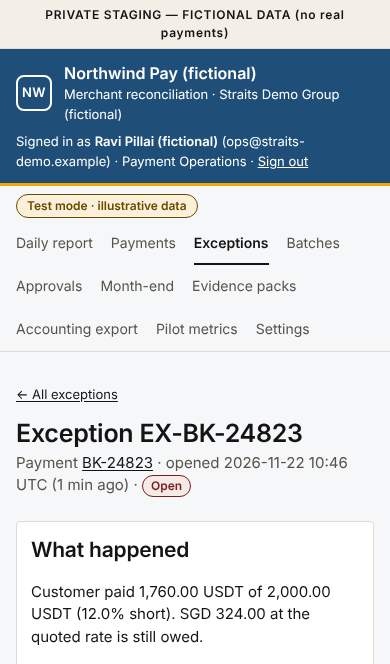 PRIVATE STAGING — FICTIONAL DATA (no real
payments)
NW
Northwind Pay (fictional)
Merchant reconciliation · Straits Demo Group
(fictional)
Signed in as Ravi Pillai (fictional) (ops@straits-
demo.example) · Payment Operations · Sign out
Test mode · illustrative data
Daily report Payments Exceptions Batches
Approvals Month-end Evidence packs
Accounting export Pilot metrics Settings
← All exceptions
Exception EX-BK-24823
Payment BK-24823 · opened 2026-11-22 10:46
UTC (1 min ago) · Open
What happened
Customer paid 1,760.00 USDT of 2,000.00
USDT (12.0% short). SGD 324.00 at the
quoted rate is still owed.